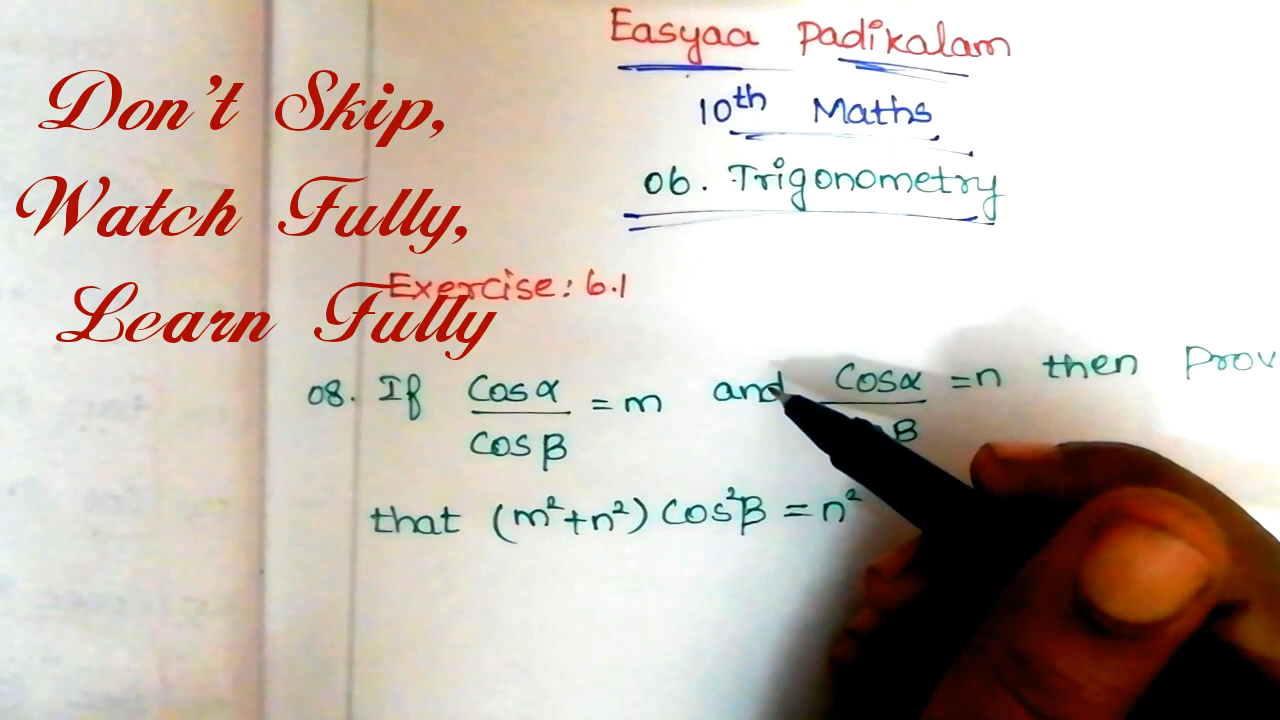 Easyaa Padikalam
10th Maths
06. Trigonometry
Don't Skip,
Watch Fully,
Learn Fully
Exercise: 6.1
08. If cosα/cosβ = m and cosα/ β = n then
that (m²+n²) cos²β = n²